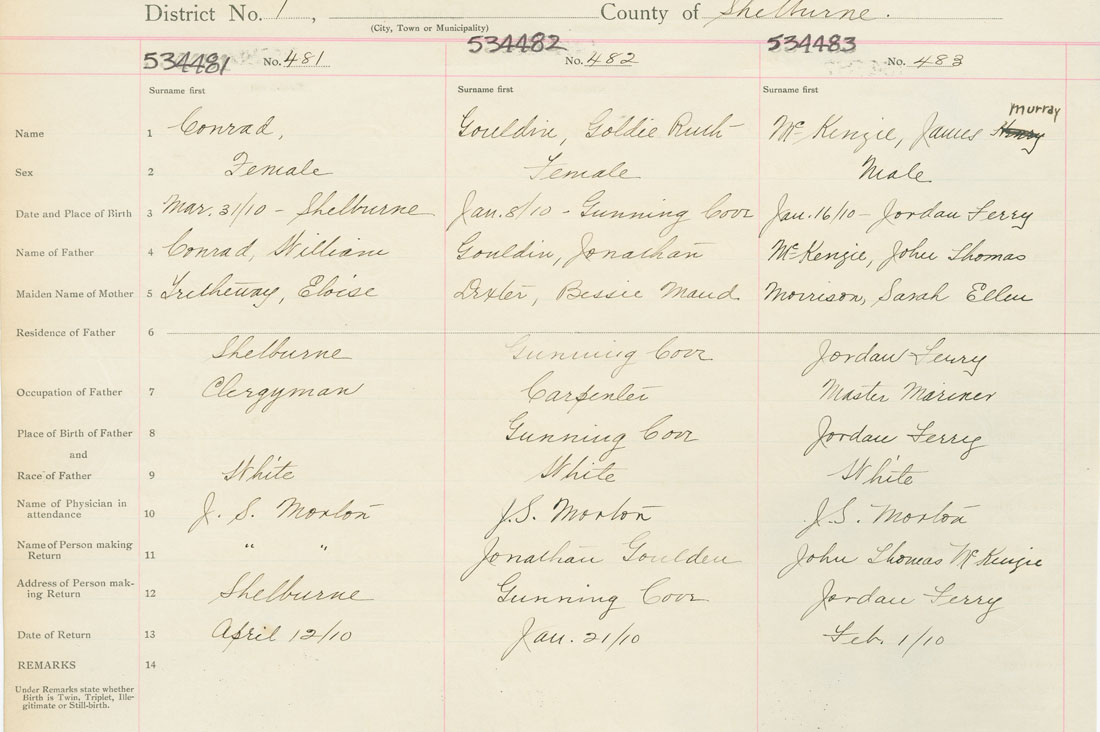 District No. 1, County of Shelburne.
(City, Town or Municipality)
534481 No. 481 534482 No. 482 534483 No. 483
Surname first Surname first Surname first
Murray
Name 1 Conrad, Gouldin, Goldie Ruth McKenzie, James Henry
Sex 2 Female Female Male
Date and Place of Birth 3 Mar. 31/10 - Shelburne Jan. 8/10 - Gunning Cove Jan. 16/10 - Jordan Ferry
Name of Father 4 Conrad, William Gouldin, Jonathan McKenzie, John Thomas
Maiden Name of Mother 5 Tretheway, Eloise Dexter, Bessie Maud Morrison, Sarah Ellen
Residence of Father 6
Shelburne Gunning Cove Jordan Ferry
Occupation of Father 7 Clergyman Carpenter Master Mariner
Place of Birth of Father 8 Gunning Cove Jordan Ferry
and
Race of Father 9 White White White
Name of Physician in
attendance 10 J. S. Morton J. S. Morton J. S. Morton
Name of Person making
Return 11 " " Jonathan Goulden John Thomas McKenzie
Address of Person mak-
ing Return 12 Shelburne Gunning Cove Jordan Ferry
Date of Return 13 April 12/10 Jan. 21/10 Feb. 1/10
REMARKS 14
Under Remarks state whether
Birth is Twin, Triplet, Ille-
gitimate or Still-birth.